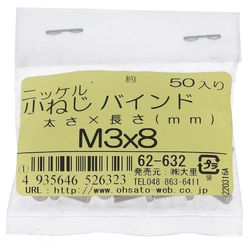 約 50入り
ニッケル
小ねじ バインド
太さ×長さ(mm)
M3x8
62-632
4 935646 526323
発売元:㈱大里
TEL048-863-6411
URL:http://www.ohsato-web.co.jp/